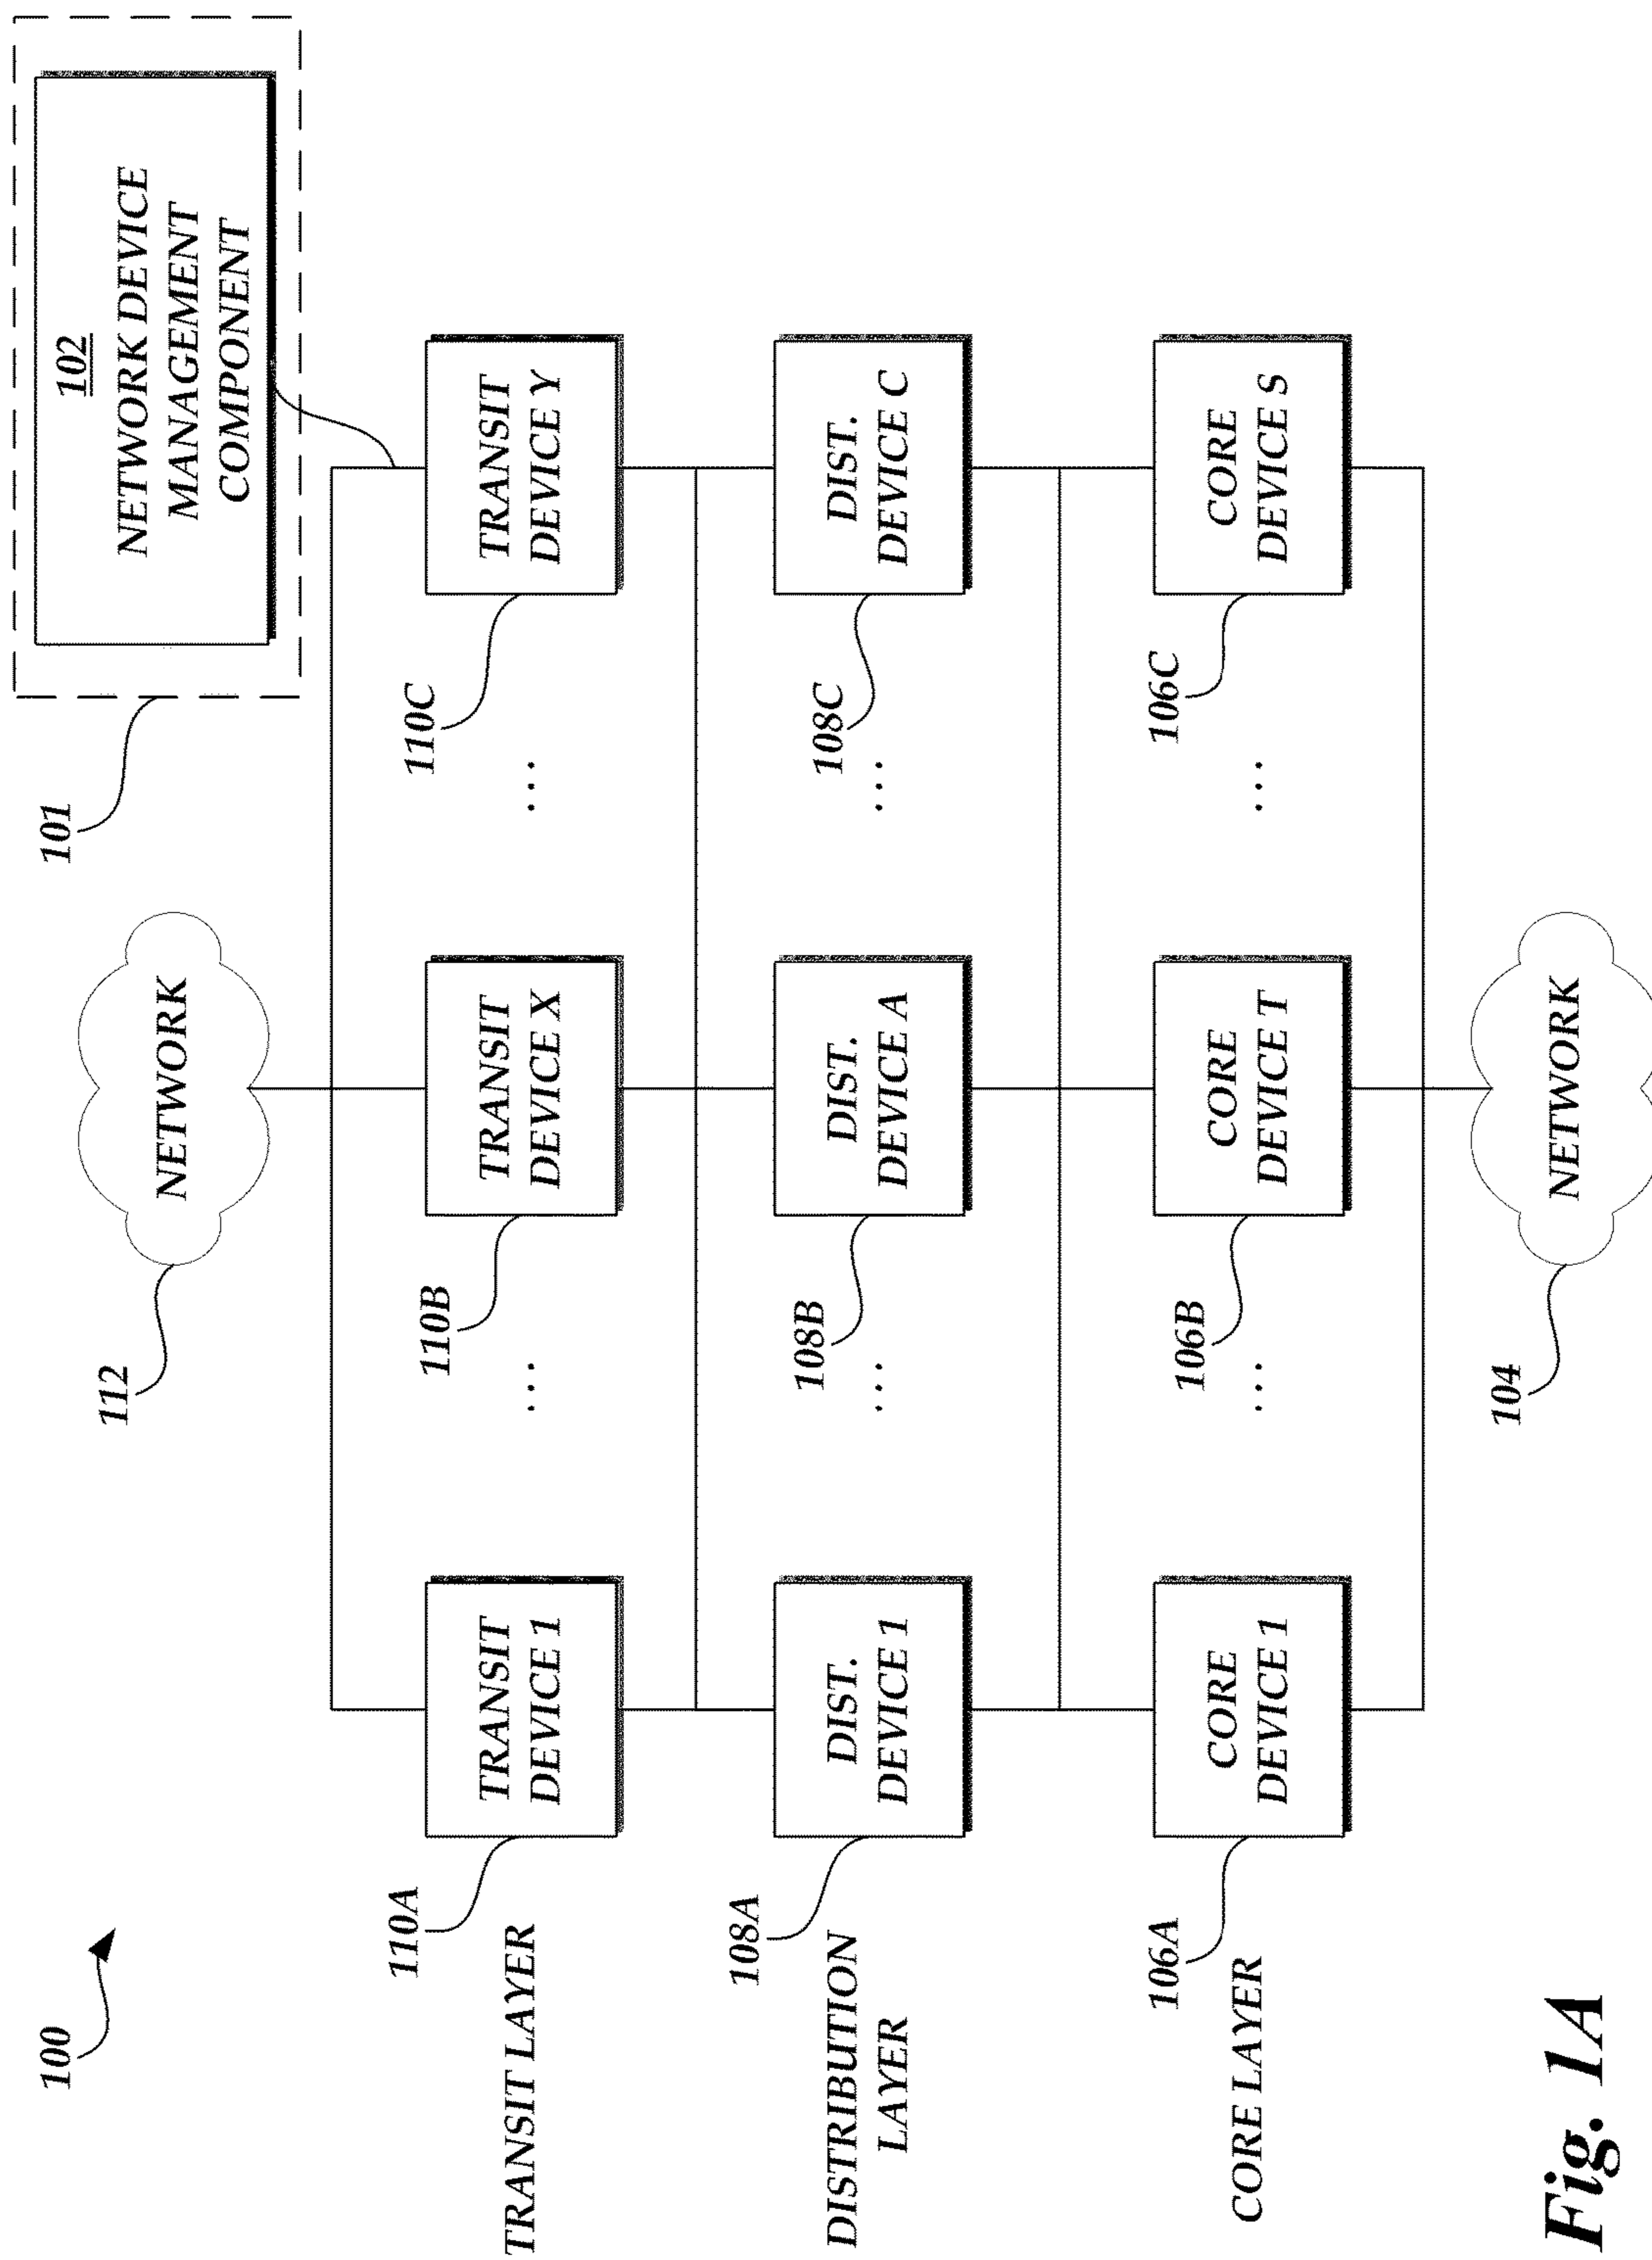 100
112
NETWORK
101
102
NETWORK DEVICE
MANAGEMENT
COMPONENT
TRANSIT LAYER
110A
TRANSIT
DEVICE 1
...
110B
TRANSIT
DEVICE X
...
110C
TRANSIT
DEVICE Y
DISTRIBUTION
LAYER
108A
DIST.
DEVICE 1
...
108B
DIST.
DEVICE A
...
108C
DIST.
DEVICE C
CORE LAYER
106A
CORE
DEVICE 1
...
106B
CORE
DEVICE T
...
106C
CORE
DEVICE S
104
NETWORK
Fig. 1A